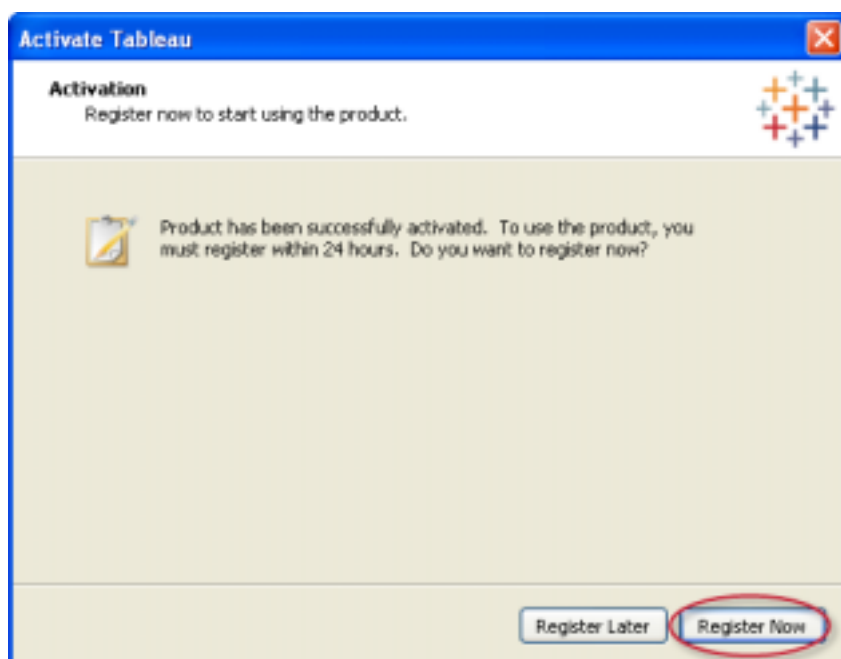 Activate Tableau
Activation
Register now to start using the product.
Product has been successfully activated. To use the product, you
must register within 24 hours. Do you want to register now?
Register Later
Register Now